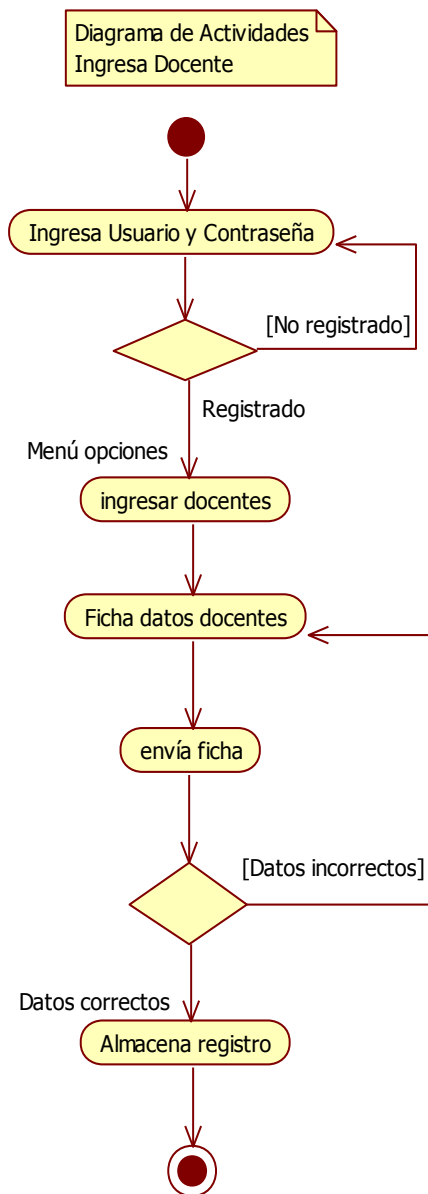 Diagrama de Actividades
Ingresa Docente
Ingresa Usuario y Contraseña
[No registrado]
Registrado
Menú opciones
ingresar docentes
Ficha datos docentes
envía ficha
[Datos incorrectos]
Datos correctos
Almacena registro